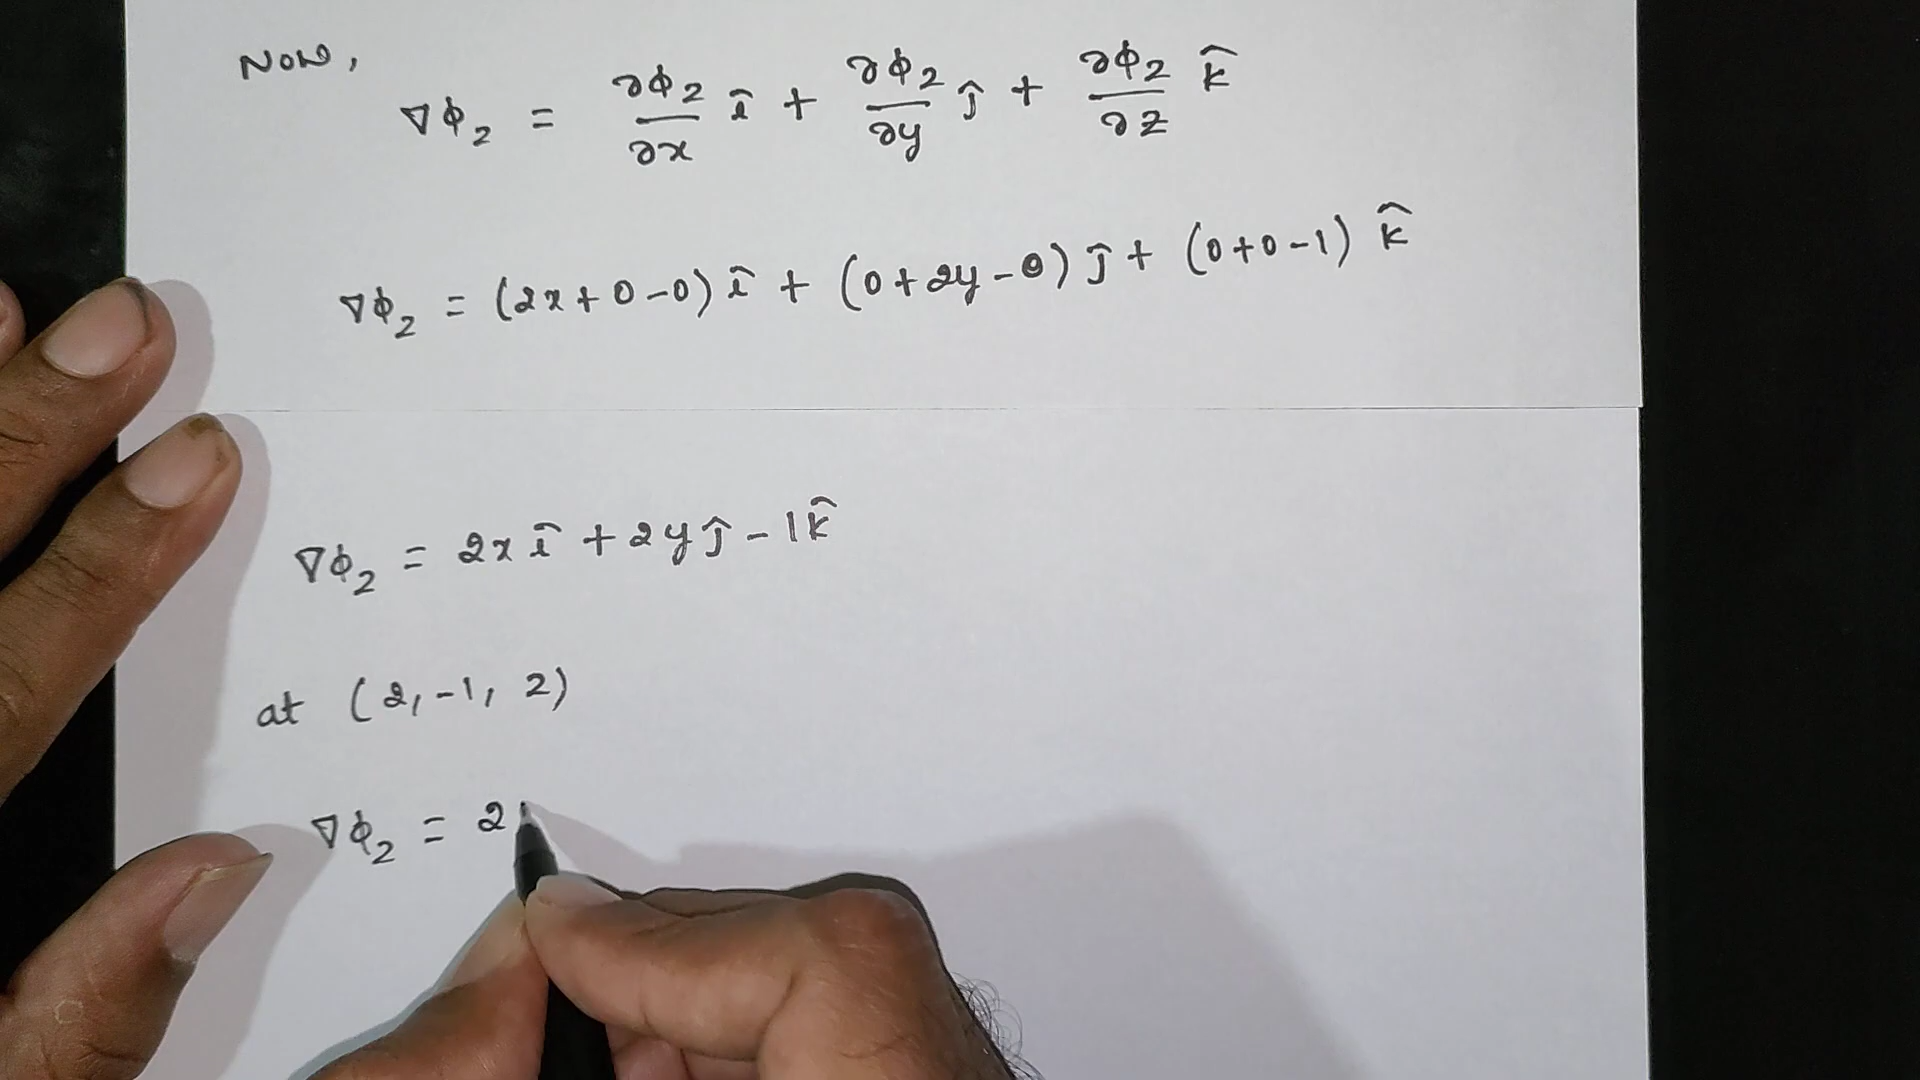 Now,
∇ϕ₂ = ∂ϕ₂/∂x î + ∂ϕ₂/∂y ĵ + ∂ϕ₂/∂z k̂
∇ϕ₂ = (2x+0-0) î + (0+2y-0) ĵ + (0+0-1) k̂
∇ϕ₂ = 2x î + 2y ĵ - 1 k̂
at (2, -1, 2)
∇ϕ₂ = 2